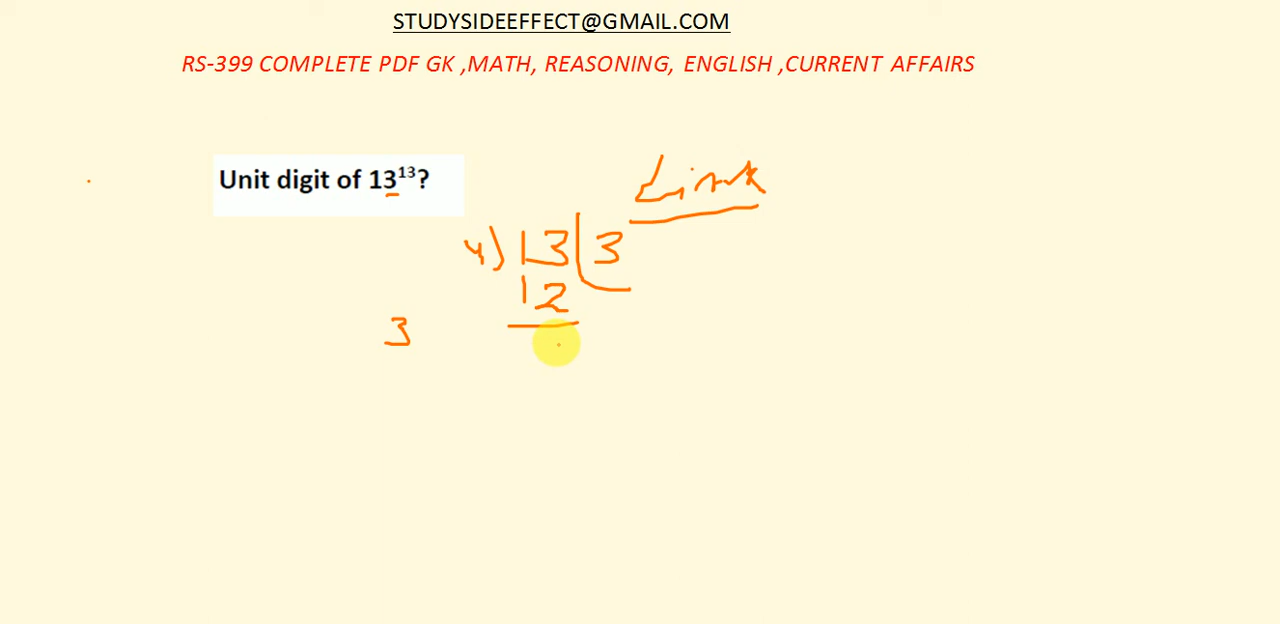 STUDYSIDEEFFECT@GMAIL.COM
RS-399 COMPLETE PDF GK ,MATH, REASONING, ENGLISH ,CURRENT AFFAIRS
Unit digit of 13¹³?
Link
4) 13 ( 3
12
3